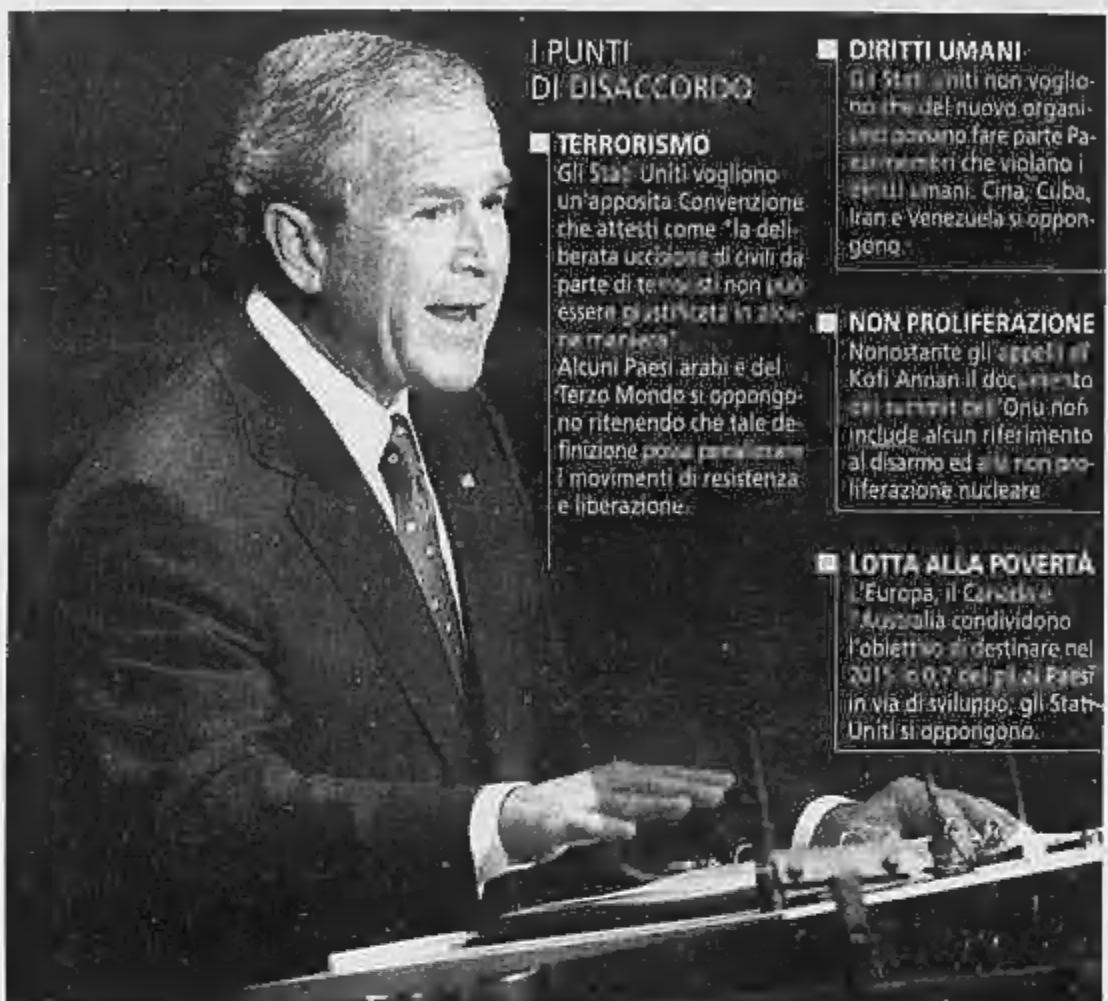 I PUNTI
DI DISACCORDO
TERRORISMO
Gli Stati Uniti vogliono
un'apposita Convenzione
che attesti come "la deli-
berata uccisione di civili da
parte di terroristi non può
essere giustificata in alcu-
na maniera".
Alcuni Paesi arabi e del
Terzo Mondo si oppongo-
no ritenendo che tale de-
finizione possa penalizzare
i movimenti di resistenza
e liberazione.
DIRITTI UMANI
Gli Stati Uniti non voglio-
no che del nuovo organi-
fare parte Pa-
membri che violano i
diritti umani. Cina, Cuba,
Iran e Venezuela si oppon-
gono
NON PROLIFERAZIONE
Nonostante gli appelli di
Kofi Annan il documento
del summit dell'Onu non
include alcun riferimento
al disarmo ed alla non pro-
liferazione nucleare
LOTTA ALLA POVERTÀ
L'Europa, il Canada e
l'Australia condividono
l'obiettivo di destinare nel
2015 lo 0,7 del pil ai Paesi
in via di sviluppo, gli Stati
Uniti si oppongono.